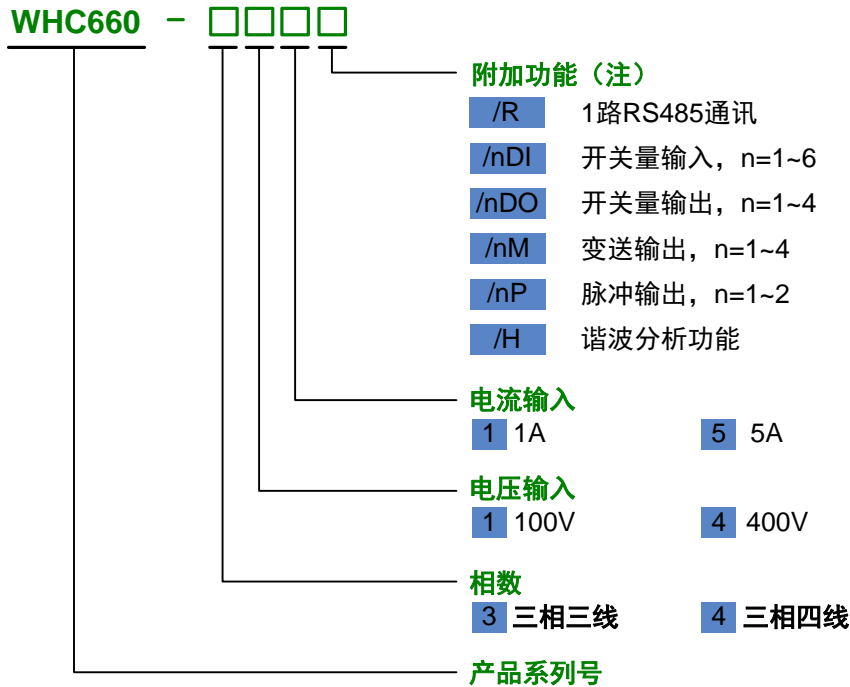 WHC660 - □□□□
附加功能（注）
/R 1路RS485通讯
/nDI 开关量输入，n=1~6
/nDO 开关量输出，n=1~4
/nM 变送输出，n=1~4
/nP 脉冲输出，n=1~2
/H 谐波分析功能
电流输入
1 1A 5 5A
电压输入
1 100V 4 400V
相数
3 三相三线 4 三相四线
产品系列号